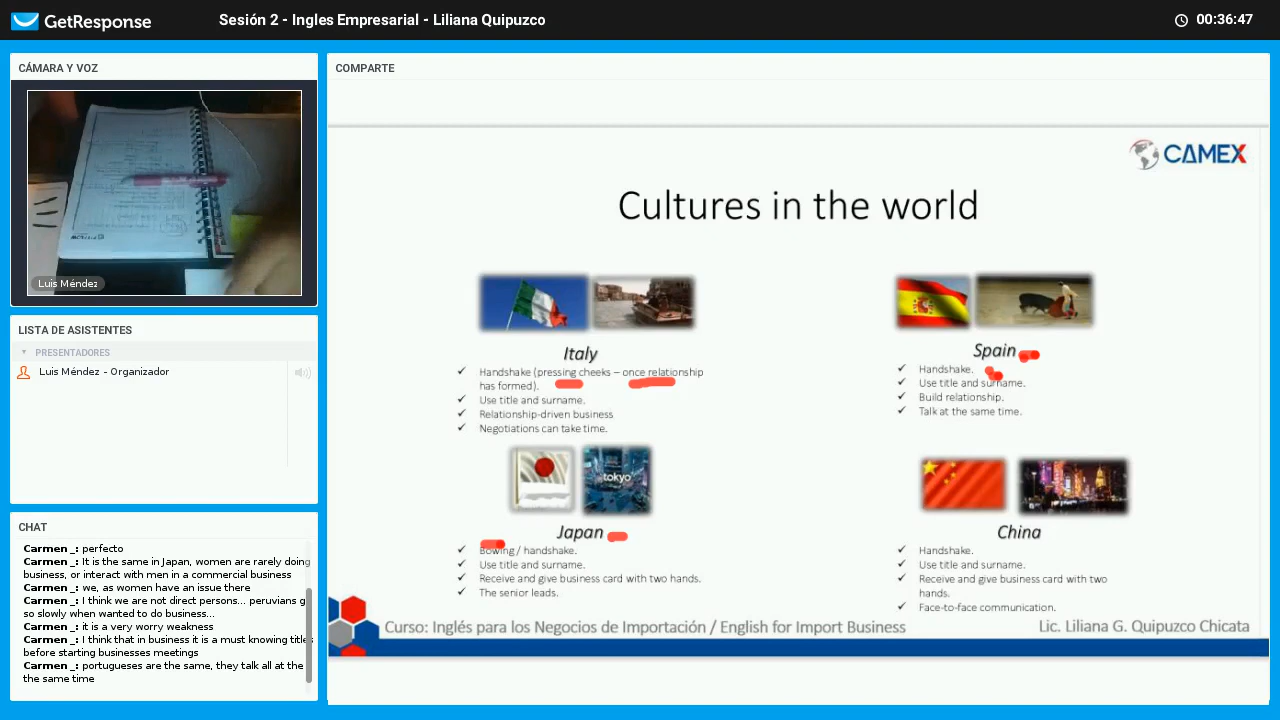 GetResponse
Sesión 2 - Ingles Empresarial - Liliana Quipuzco
00:36:47
CÁMARA Y VOZ
Luis Méndez
LISTA DE ASISTENTES
PRESENTADORES
Luis Méndez - Organizador
CHAT
Carmen _: perfecto
Carmen _: It is the same in Japan, women are rarely doing
business, or interact with men in a commercial business
Carmen _: we, as women have an issue there
Carmen _: I think we are not direct persons... peruvians g
so slowly when wanted to do business...
Carmen _: it is a very worry weakness
Carmen _: I think that in business it is a must knowing titles
before starting businesses meetings
Carmen _: portugueses are the same, they talk all at the
the same time
COMPARTE
CAMEX
Cultures in the world
Italy
Handshake (pressing cheeks – once relationship
has formed).
Use title and surname.
Relationship-driven business
Negotiations can take time.
Spain
Handshake.
Use title and surname.
Build relationship.
Talk at the same time.
tokyo
Japan
Bowing / handshake.
Use title and surname.
Receive and give business card with two hands.
The senior leads.
China
Handshake.
Use title and surname.
Receive and give business card with two
hands.
Face-to-face communication.
Curso: Inglés para los Negocios de Importación / English for Import Business
Lic. Liliana G. Quipuzco Chicata